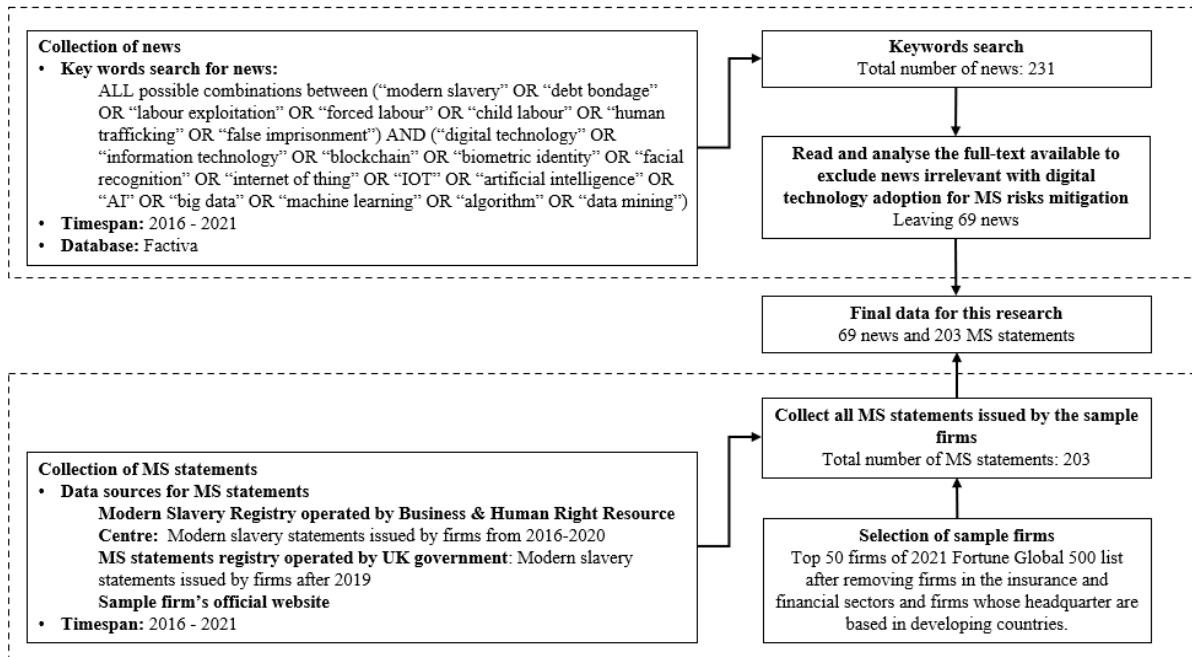 Collection of news
• Key words search for news:
ALL possible combinations between (“modern slavery” OR “debt bondage”
OR “labour exploitation” OR “forced labour” OR “child labour” OR “human
trafficking” OR “false imprisonment”) AND (“digital technology” OR
“information technology” OR “blockchain” OR “biometric identity” OR “facial
recognition” OR “internet of thing” OR “IOT” OR “artificial intelligence” OR
“AI” OR “big data” OR “machine learning” OR “algorithm” OR “data mining”)
• Timespan: 2016 - 2021
• Database: Factiva
Keywords search
Total number of news: 231
Read and analyse the full-text available to
exclude news irrelevant with digital
technology adoption for MS risks mitigation
Leaving 69 news
Final data for this research
69 news and 203 MS statements
Collect all MS statements issued by the sample
firms
Total number of MS statements: 203
Collection of MS statements
• Data sources for MS statements
Modern Slavery Registry operated by Business & Human Right Resource
Centre: Modern slavery statements issued by firms from 2016-2020
MS statements registry operated by UK government: Modern slavery
statements issued by firms after 2019
Sample firm’s official website
• Timespan: 2016 - 2021
Selection of sample firms
Top 50 firms of 2021 Fortune Global 500 list
after removing firms in the insurance and
financial sectors and firms whose headquarter are
based in developing countries.